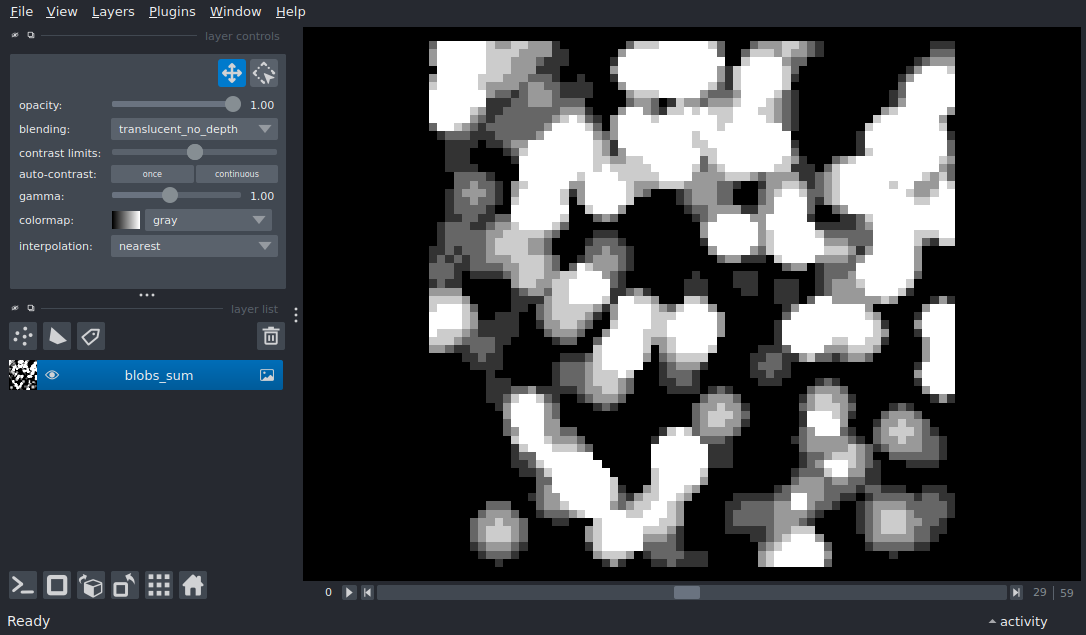 File View Layers Plugins Window Help
layer controls
opacity: 1.00
blending: translucent_no_depth
contrast limits:
auto-contrast: once continuous
gamma: 1.00
colormap: gray
interpolation: nearest
layer list
blobs_sum
0 29 59
Ready activity